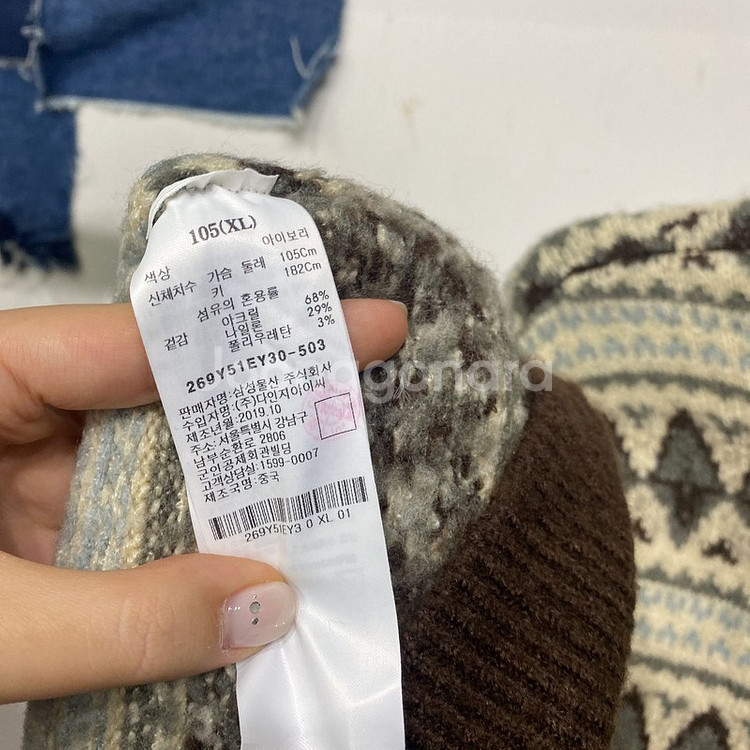 105(XL)
색상 아이보리
신체치수 가슴 둘레 105Cm
키 182Cm
섬유의 혼용률
겉감 아크릴 68%
나일론 29%
폴리우레탄 3%
269Y51EY30-503
판매자명:삼성물산 주식회사
수입자명:(주)다인지아이씨
제조년월:2019.10
주소:서울특별시 강남구
남부순환로 2806
군인공제회관빌딩
고객상담실:1599-0007
제조국명:중국
269Y51EY3 0 XL 01